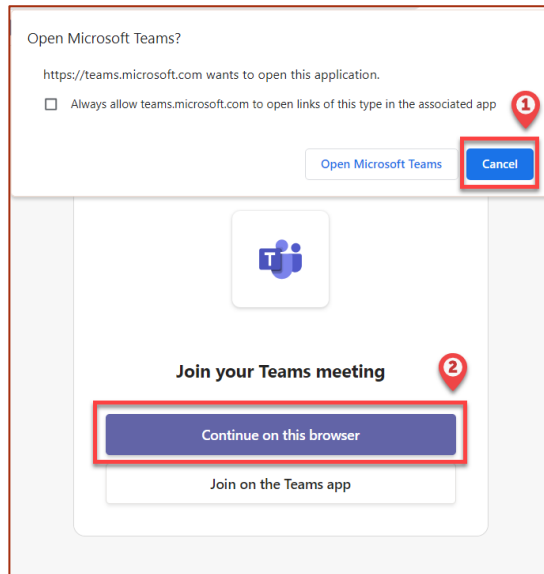 Open Microsoft Teams?
https://teams.microsoft.com wants to open this application.
Always allow teams.microsoft.com to open links of this type in the associated app
1
Open Microsoft Teams
Cancel
T
Join your Teams meeting
2
Continue on this browser
Join on the Teams app